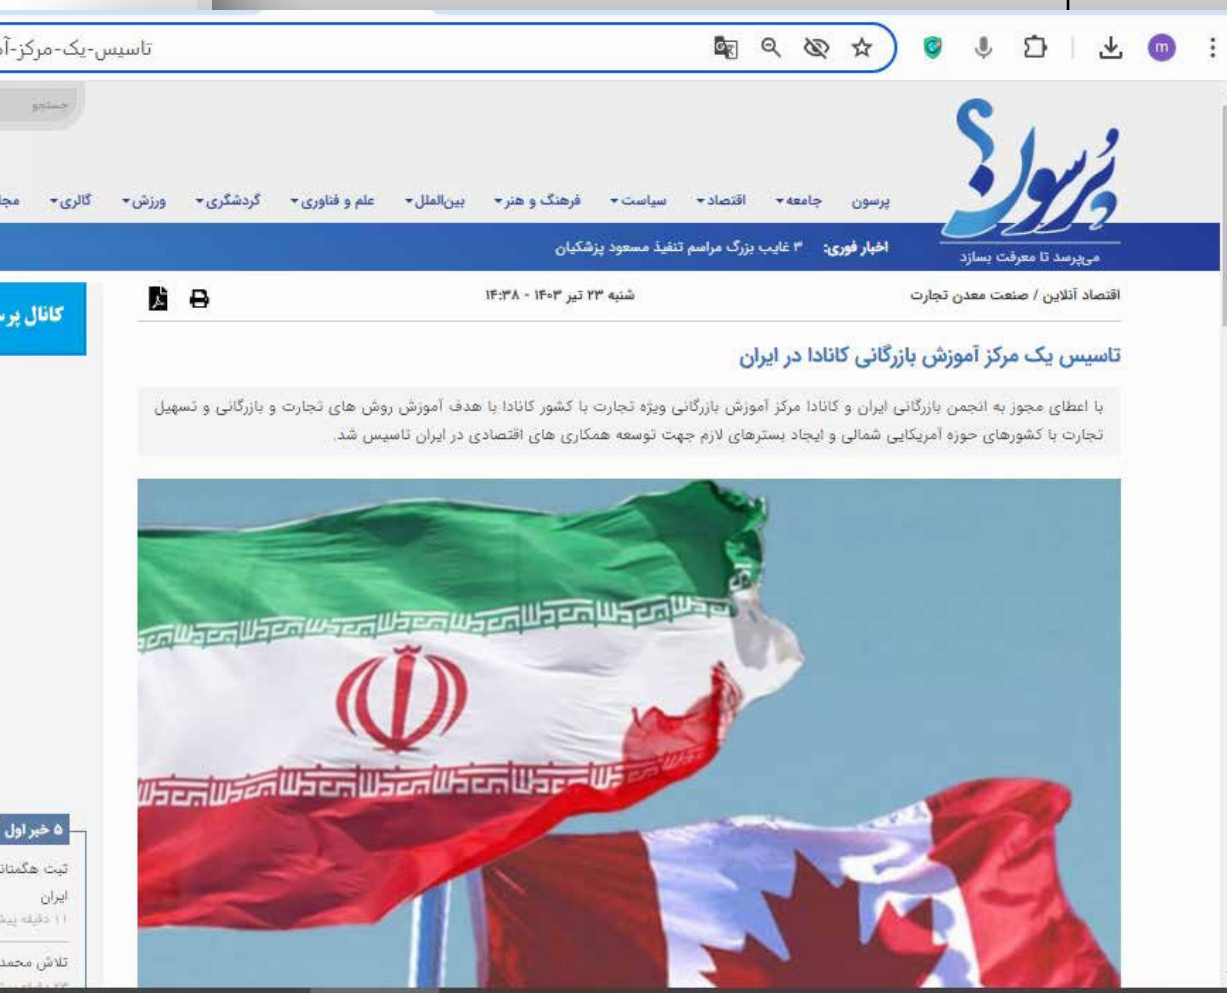 تاسیس-یک-مرکز-آ
m
جستجو
پرسون؟
می‌پرسد تا معرفت بسازد
پرسون جامعه اقتصاد سیاست فرهنگ و هنر بین‌الملل علم و فناوری گردشگری ورزش گالری
اخبار فوری: ۳ غایب بزرگ مراسم تنفیذ مسعود پزشکیان
اقتصاد آنلاین / صنعت معدن تجارت
شنبه ۲۳ تیر ۱۴۰۳ - ۱۴:۳۸
تاسیس یک مرکز آموزش بازرگانی کانادا در ایران
با اعطای مجوز به انجمن بازرگانی ایران و کانادا مرکز آموزش بازرگانی ویژه تجارت با کشور کانادا با هدف آموزش روش های تجارت و بازرگانی و تسهیل
تجارت با کشورهای حوزه آمریکایی شمالی و ایجاد بسترهای لازم جهت توسعه همکاری های اقتصادی در ایران تاسیس شد.
کانال پرس
۵ خبر اول
ثبت هگمتانه
ایران
۱۱ دقیقه پیش
تلاش محمد